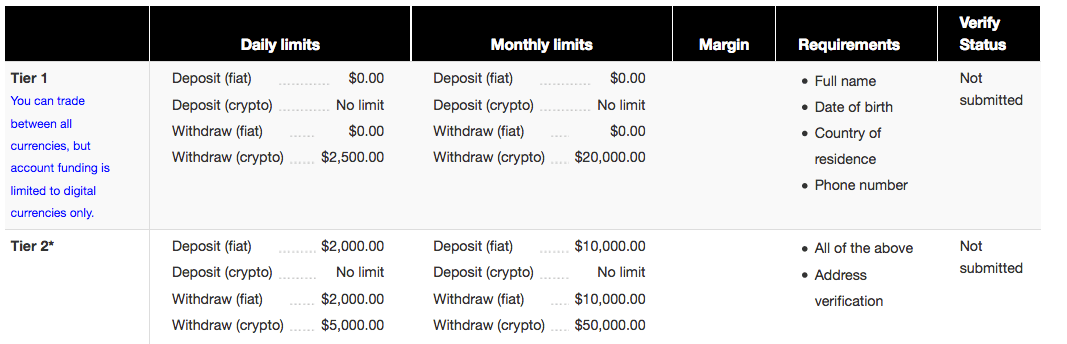 Daily limits Monthly limits Margin Requirements Verify Status
Tier 1
You can trade
between all
currencies, but
account funding is
limited to digital
currencies only.
Deposit (fiat) ........... $0.00
Deposit (crypto) ........... No limit
Withdraw (fiat) ...... $0.00
Withdraw (crypto) ...... $2,500.00
Deposit (fiat) ........... $0.00
Deposit (crypto) ........... No limit
Withdraw (fiat) .... $0.00
Withdraw (crypto) .... $20,000.00
• Full name
• Date of birth
• Country of
residence
• Phone number
Not
submitted
Tier 2*
Deposit (fiat) ........ $2,000.00
Deposit (crypto) ........ No limit
Withdraw (fiat) ...... $2,000.00
Withdraw (crypto) ...... $5,000.00
Deposit (fiat) ...... $10,000.00
Deposit (crypto) ...... No limit
Withdraw (fiat) .... $10,000.00
Withdraw (crypto) .... $50,000.00
• All of the above
• Address
verification
Not
submitted